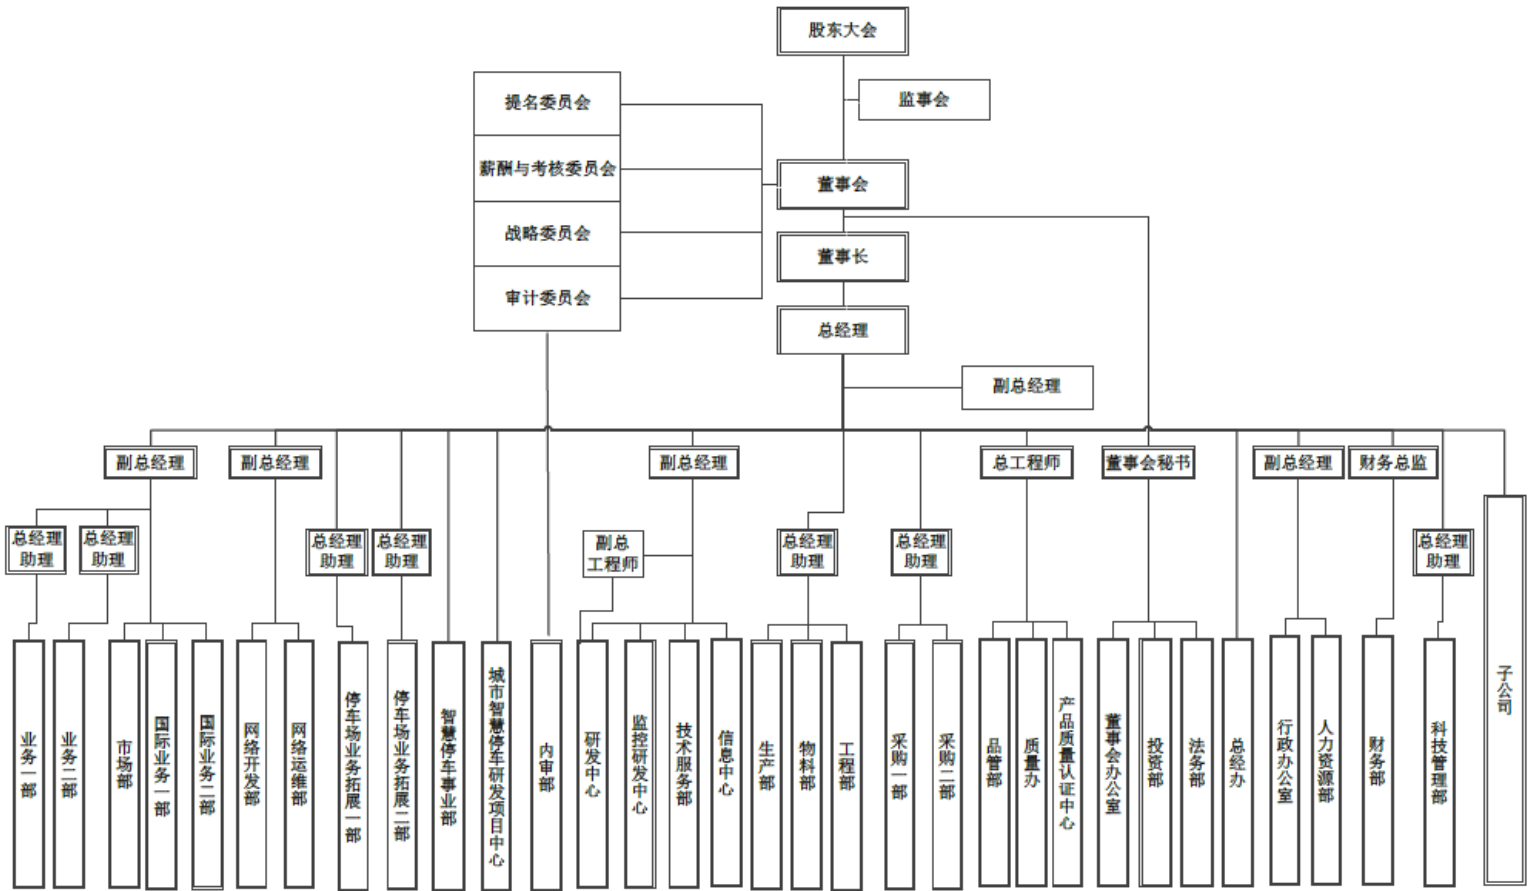 股东大会
监事会
提名委员会
薪酬与考核委员会
战略委员会
审计委员会
董事会
董事长
总经理
副总经理
副总经理
副总经理
副总经理
总工程师
董事会秘书
副总经理
财务总监
总经理
助理
总经理
助理
总经理
助理
总经理
助理
副总
工程师
总经理
助理
总经理
助理
总经理
助理
业务一部
业务二部
市场部
国际业务一部
国际业务二部
网络开发部
网络运维部
停车场业务拓展一部
停车场业务拓展二部
智慧停车事业部
城市智慧停车研发项目中心
内审部
研发中心
监控研发中心
技术服务部
信息中心
生产部
物料部
工程部
采购一部
采购二部
品管部
质量办
产品质量认证中心
董事会办公室
投资部
法务部
总经办
行政办公室
人力资源部
财务部
科技管理部
子公司